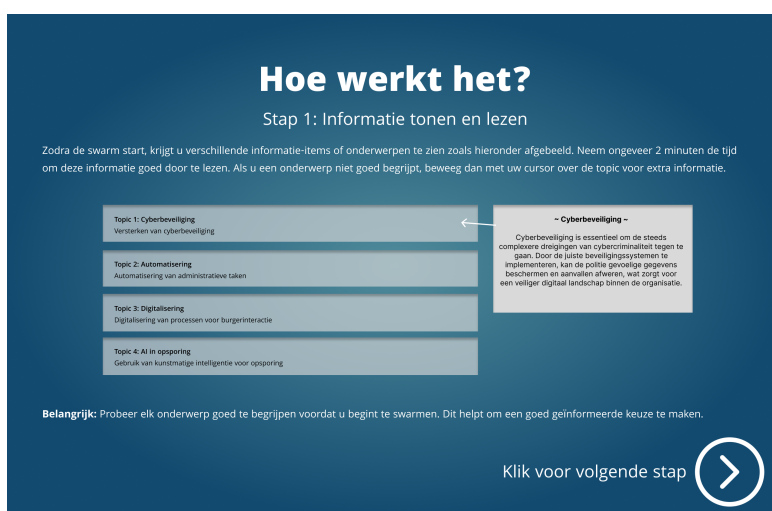 Hoe werkt het?
Stap 1: Informatie tonen en lezen
Zodra de swarm start, krijgt u verschillende informatie-items of onderwerpen te zien zoals hieronder afgebeeld. Neem ongeveer 2 minuten de tijd
om deze informatie goed door te lezen. Als u een onderwerp niet goed begrijpt, beweeg dan met uw cursor over de topic voor extra informatie.
Topic 1: Cyberbeveiliging
Versterken van cyberbeveiliging
Topic 2: Automatisering
Automatisering van administratieve taken
Topic 3: Digitalisering
Digitalisering van processen voor burgerinteractie
Topic 4: AI in opsporing
Gebruik van kunstmatige intelligentie voor opsporing
~ Cyberbeveiliging ~
Cyberbeveiliging is essentieel om de steeds
complexere dreigingen van cybercriminaliteit tegen te
gaan. Door de juiste beveiligingssystemen te
implementeren, kan de politie gevoelige gegevens
beschermen en aanvallen afweren, wat zorgt voor
een veiliger digitaal landschap binnen de organisatie.
Belangrijk: Probeer elk onderwerp goed te begrijpen voordat u begint te swarmen. Dit helpt om een goed geïnformeerde keuze te maken.
Klik voor volgende stap